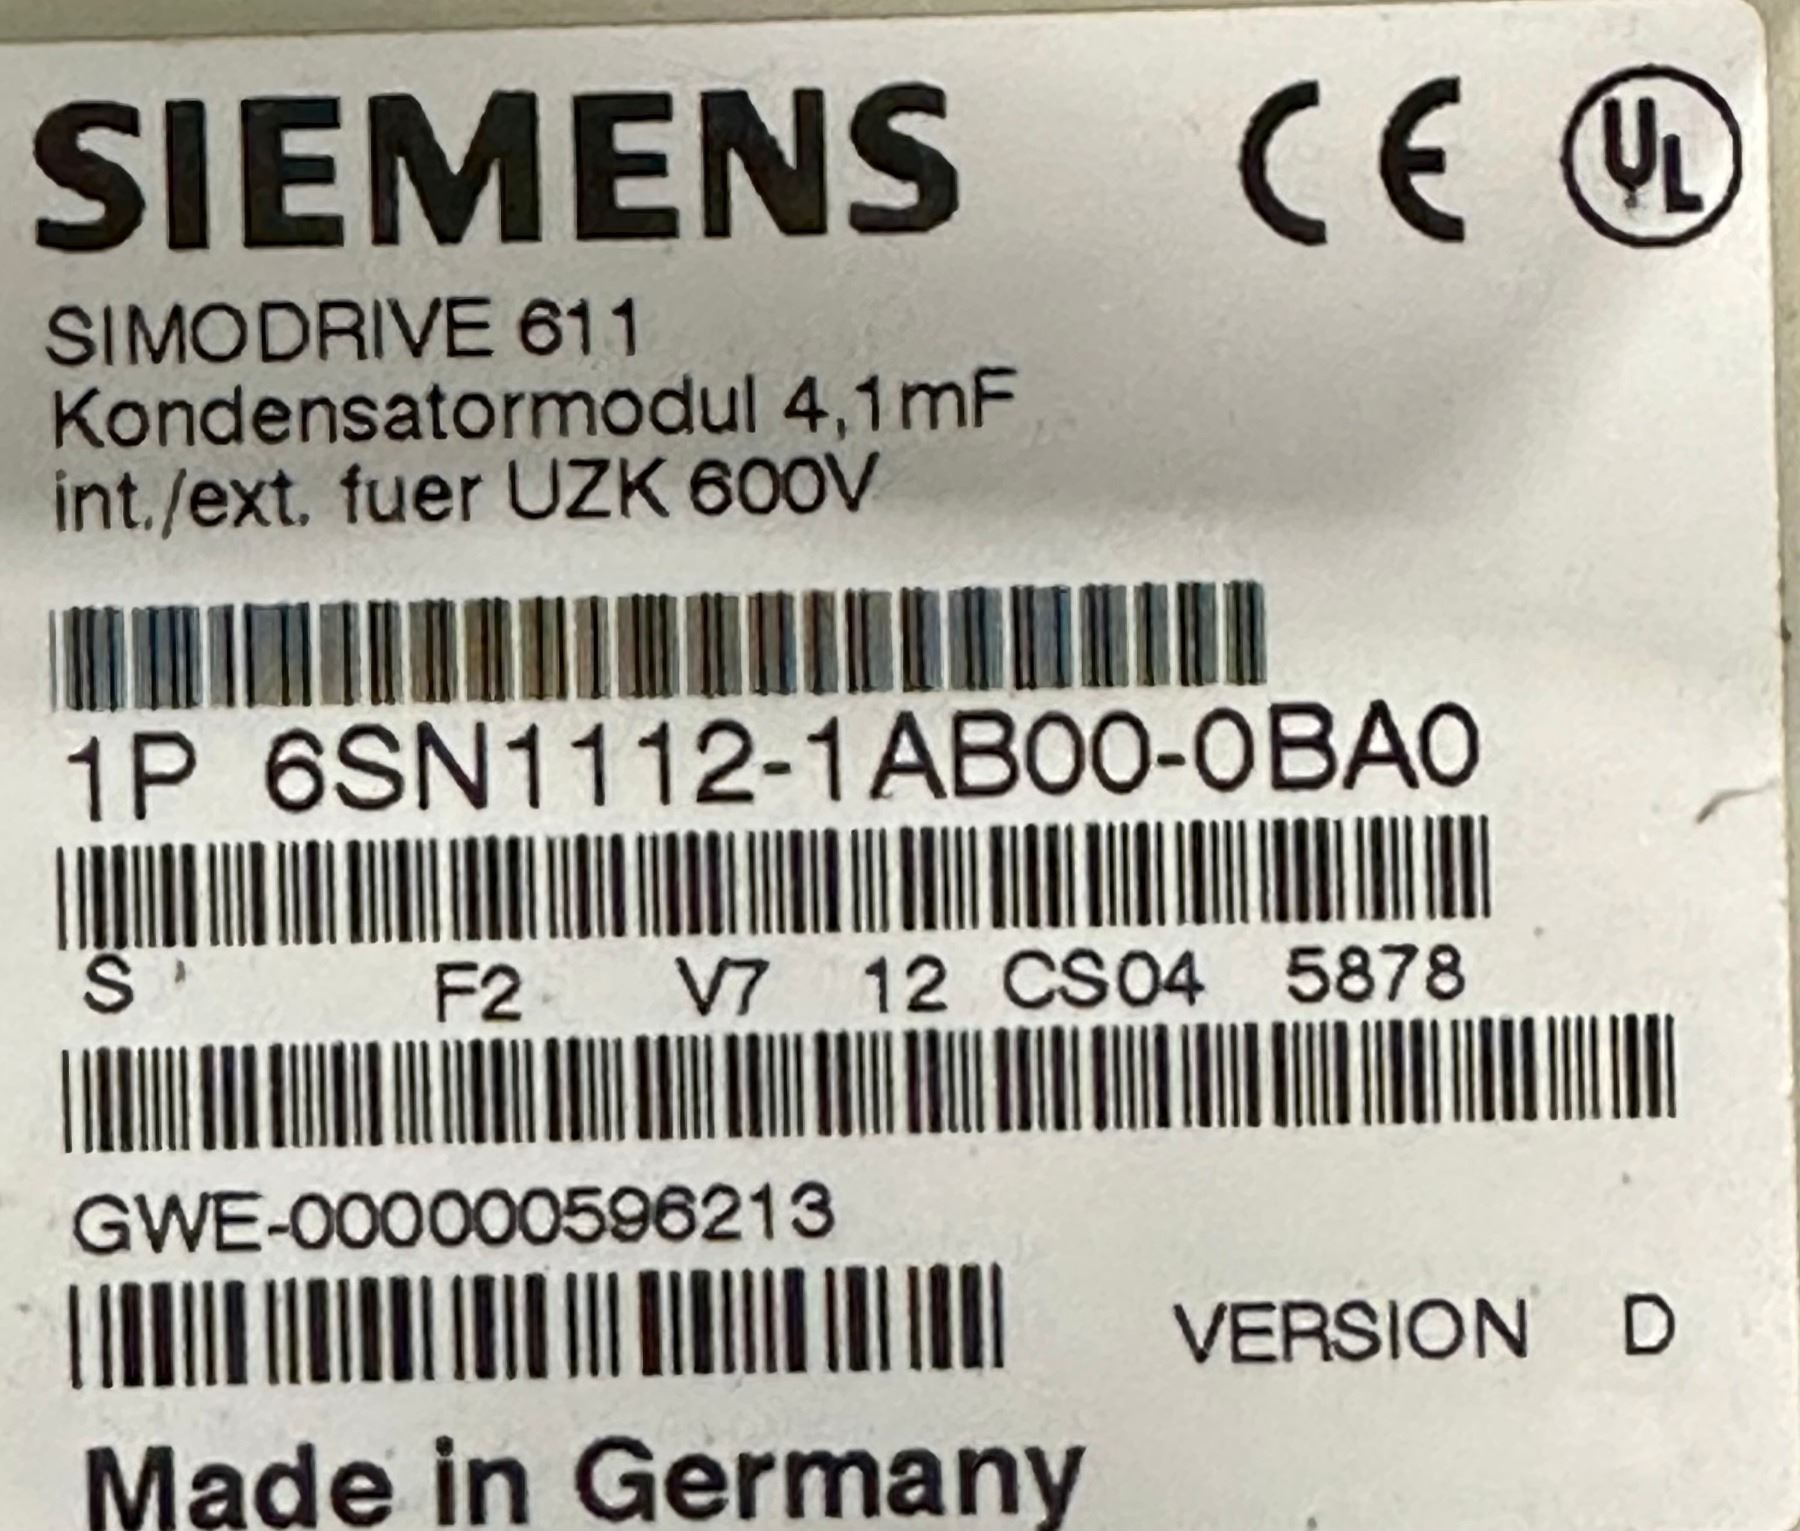 SIEMENS CE UL
SIMODRIVE 611
Kondensatormodul 4,1mF
int./ext. fuer UZK 600V
1P 6SN1112-1AB00-0BA0
S F2 V7 12 CS04 5878
GWE-000000596213
VERSION D
Made in Germany